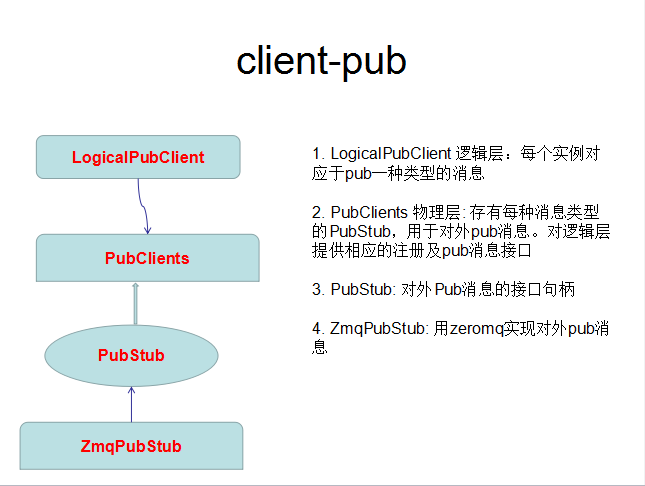 client-pub
LogicalPubClient
PubClients
PubStub
ZmqPubStub
1. LogicalPubClient 逻辑层：每个实例对
应于pub一种类型的消息
2. PubClients 物理层: 存有每种消息类型
的PubStub，用于对外pub消息。对逻辑层
提供相应的注册及pub消息接口
3. PubStub: 对外Pub消息的接口句柄
4. ZmqPubStub: 用zeromq实现对外pub消
息